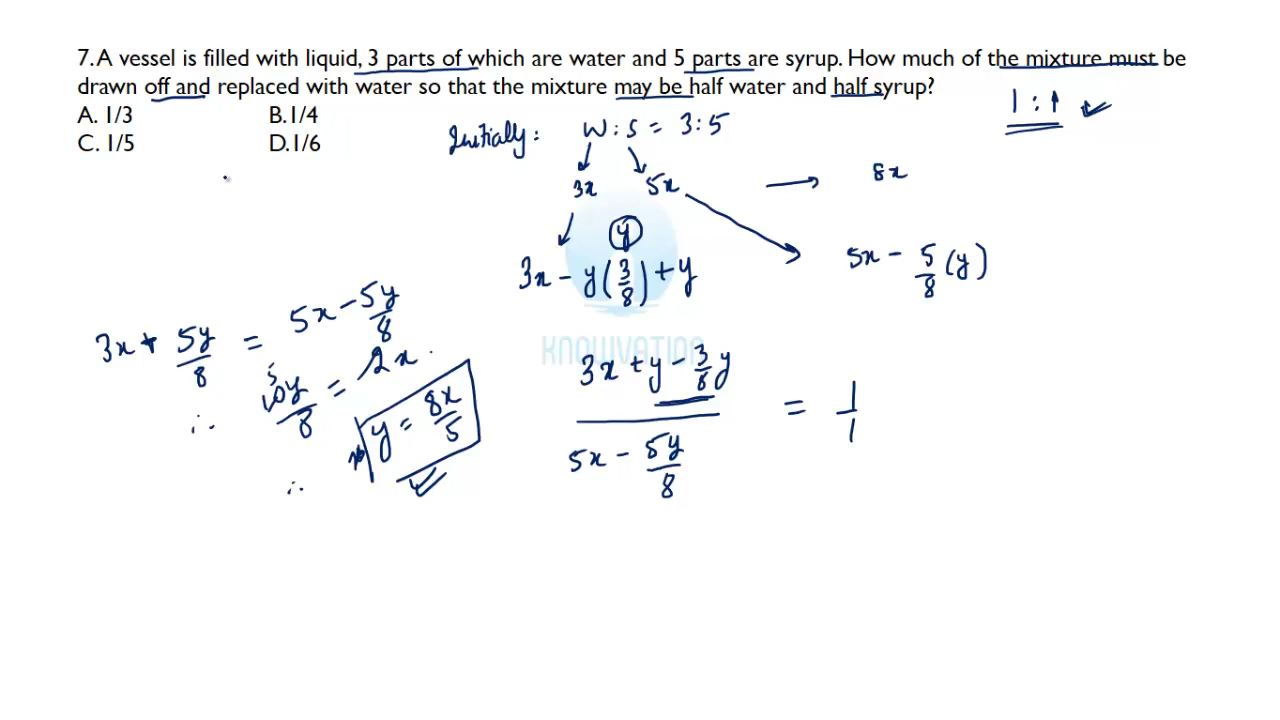 7.A vessel is filled with liquid, 3 parts of which are water and 5 parts are syrup. How much of the mixture must be
drawn off and replaced with water so that the mixture may be half water and half syrup?
A. 1/3 B.1/4
C. 1/5 D.1/6
1 : 1 ✓
Initially : W : S = 3 : 5
3x 5x → 8x
y
3x - y(3/8) + y 5x - 5/8 (y)
3x + 5y/8 = 5x - 5y/8
KNOWVATION
∴ 10y/8 = 2x
5
y = 8x/5
3x + y - 3/8 y / 5x - 5y/8 = 1/1
∴